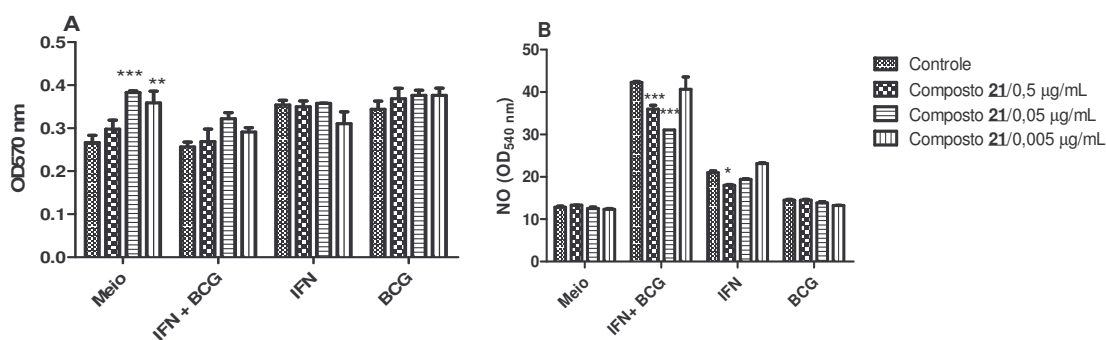 A
OD570 nm
0.5
0.4
0.3
0.2
0.1
0.0
***
**
Meio
IFN + BCG
IFN
BCG
B
NO (OD540 nm)
50
40
30
20
10
0
***
***
*
Meio
IFN+ BCG
IFN
BCG
Controle
Composto 21/0,5 µg/mL
Composto 21/0,05 µg/mL
Composto 21/0,005 µg/mL